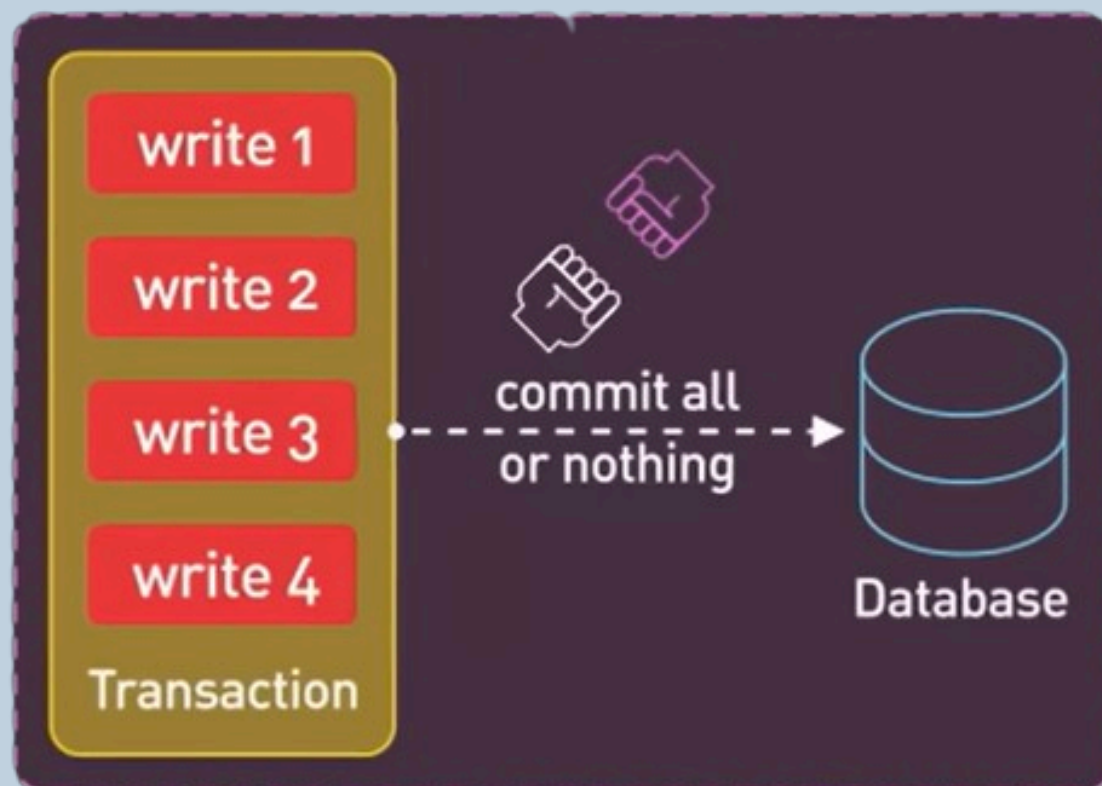 write 1
write 2
write 3
write 4
Transaction
commit all
or nothing
Database